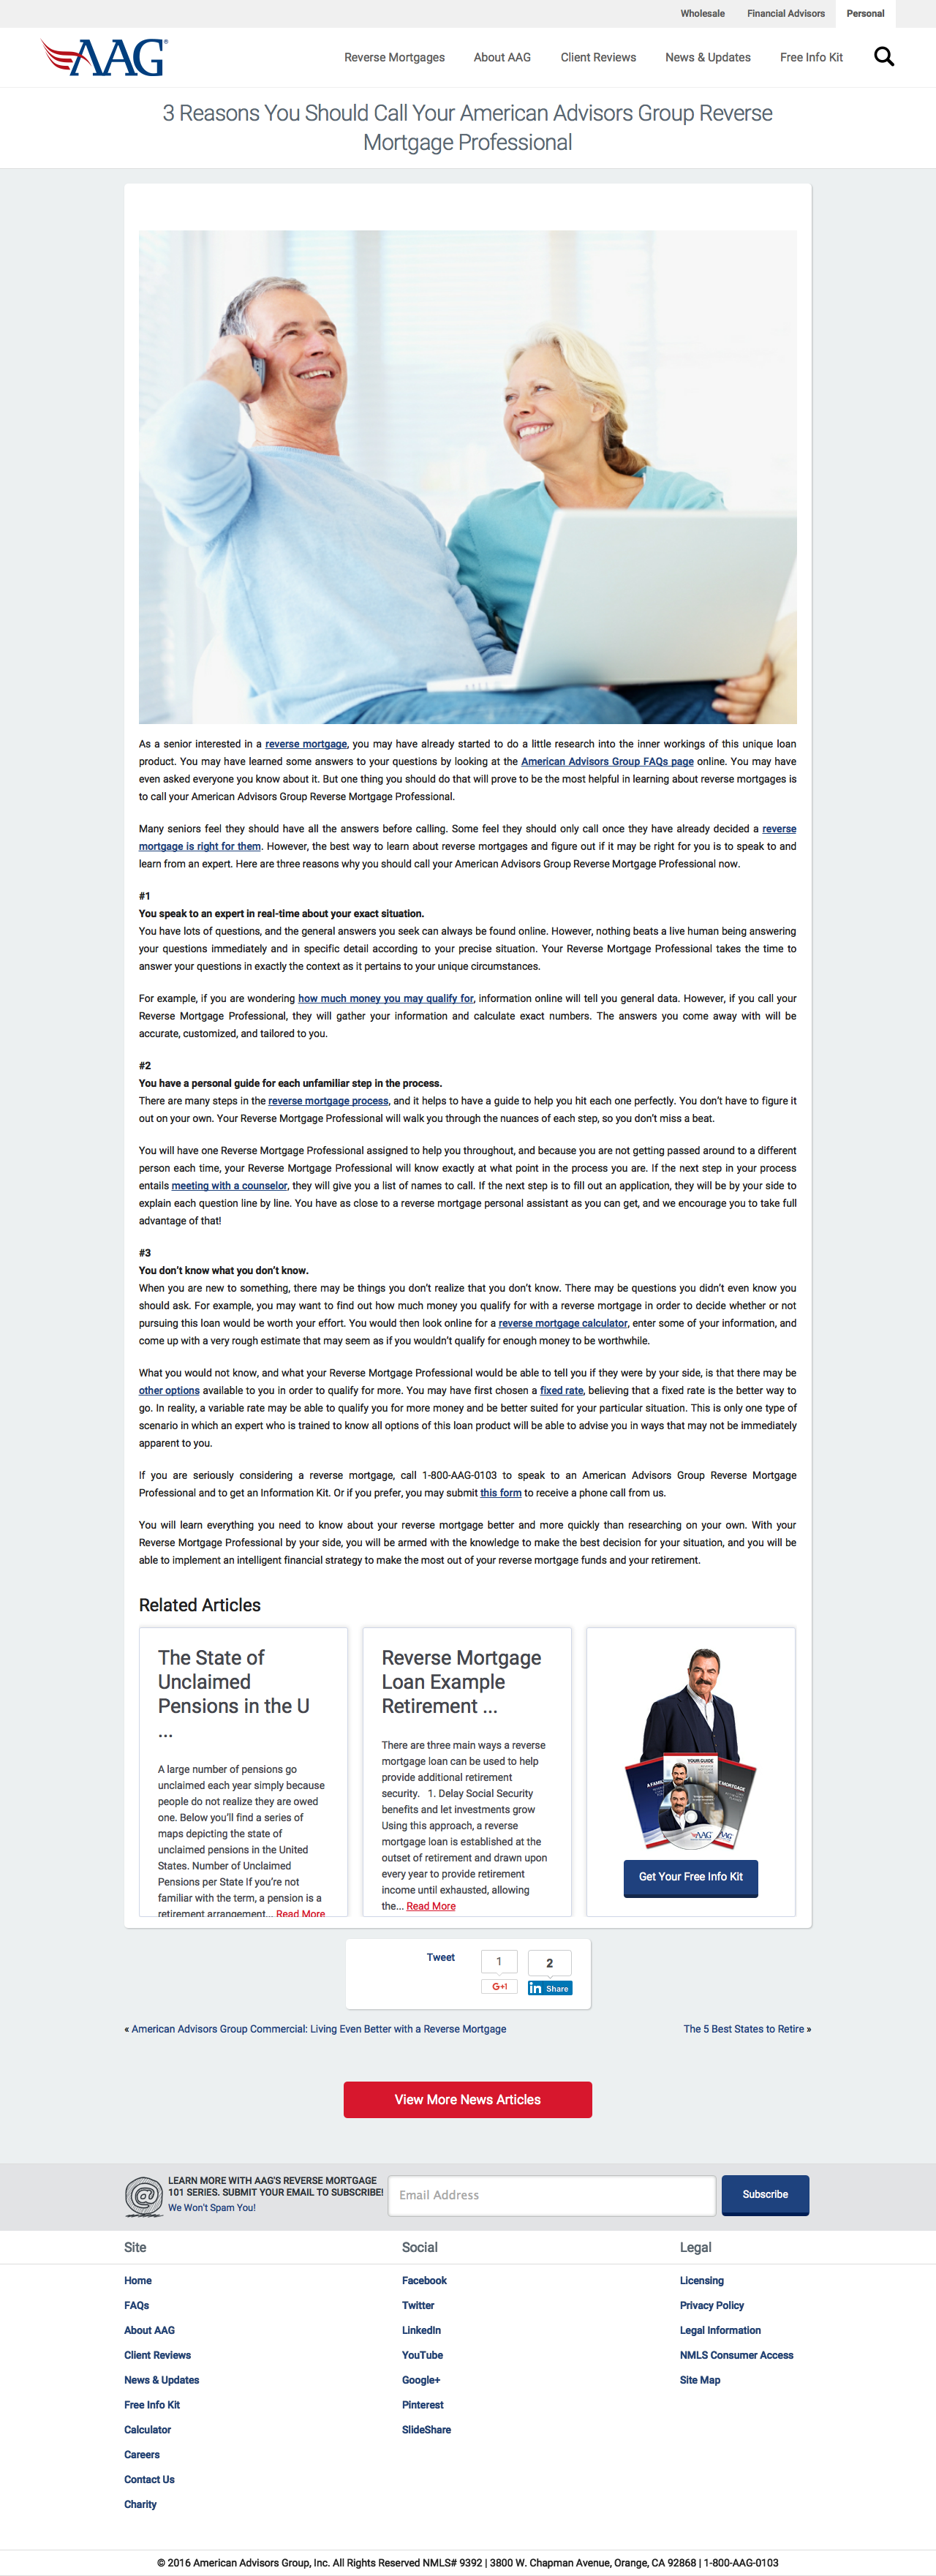 Wholesale
Financial Advisors
Personal
AAG
Reverse Mortgages
About AAG
Client Reviews
News & Updates
Free Info Kit
3 Reasons You Should Call Your American Advisors Group Reverse
Mortgage Professional
As a senior interested in a reverse mortgage, you may have already started to do a little research into the inner workings of this unique loan
product. You may have learned some answers to your questions by looking at the American Advisors Group FAQs page online. You may have
even asked everyone you know about it. But one thing you should do that will prove to be the most helpful in learning about reverse mortgages is
to call your American Advisors Group Reverse Mortgage Professional.
Many seniors feel they should have all the answers before calling. Some feel they should only call once they have already decided a reverse
mortgage is right for them. However, the best way to learn about reverse mortgages and figure out if it may be right for you is to speak to and
learn from an expert. Here are three reasons why you should call your American Advisors Group Reverse Mortgage Professional now.
#1
You speak to an expert in real-time about your exact situation.
You have lots of questions, and the general answers you seek can always be found online. However, nothing beats a live human being answering
your questions immediately and in specific detail according to your precise situation. Your Reverse Mortgage Professional takes the time to
answer your questions in exactly the context as it pertains to your unique circumstances.
For example, if you are wondering how much money you may qualify for, information online will tell you general data. However, if you call your
Reverse Mortgage Professional, they will gather your information and calculate exact numbers. The answers you come away with will be
accurate, customized, and tailored to you.
#2
You have a personal guide for each unfamiliar step in the process.
There are many steps in the reverse mortgage process, and it helps to have a guide to help you hit each one perfectly. You don't have to figure it
out on your own. Your Reverse Mortgage Professional will walk you through the nuances of each step, so you don't miss a beat.
You will have one Reverse Mortgage Professional assigned to help you throughout, and because you are not getting passed around to a different
person each time, your Reverse Mortgage Professional will know exactly at what point in the process you are. If the next step in your process
entails meeting with a counselor, they will give you a list of names to call. If the next step is to fill out an application, they will be by your side to
explain each question line by line. You have as close to a reverse mortgage personal assistant as you can get, and we encourage you to take full
advantage of that!
#3
You don't know what you don't know.
When you are new to something, there may be things you don't realize that you don't know. There may be questions you didn't even know you
should ask. For example, you may want to find out how much money you qualify for with a reverse mortgage in order to decide whether or not
pursuing this loan would be worth your effort. You would then look online for a reverse mortgage calculator, enter some of your information, and
come up with a very rough estimate that may seem as if you wouldn't qualify for enough money to be worthwhile.
What you would not know, and what your Reverse Mortgage Professional would be able to tell you if they were by your side, is that there may be
other options available to you in order to qualify for more. You may have first chosen a fixed rate, believing that a fixed rate is the better way to
go. In reality, a variable rate may be able to qualify you for more money and be better suited for your particular situation. This is only one type of
scenario in which an expert who is trained to know all options of this loan product will be able to advise you in ways that may not be immediately
apparent to you.
If you are seriously considering a reverse mortgage, call 1-800-AAG-0103 to speak to an American Advisors Group Reverse Mortgage
Professional and to get an Information Kit. Or if you prefer, you may submit this form to receive a phone call from us.
You will learn everything you need to know about your reverse mortgage better and more quickly than researching on your own. With your
Reverse Mortgage Professional by your side, you will be armed with the knowledge to make the best decision for your situation, and you will be
able to implement an intelligent financial strategy to make the most out of your reverse mortgage funds and your retirement.
Related Articles
The State of
Unclaimed
Pensions in the U
...
A large number of pensions go
unclaimed each year simply because
people do not realize they are owed
one. Below you'll find a series of
maps depicting the state of
unclaimed pensions in the United
States. Number of Unclaimed
Pensions per State If you're not
familiar with the term, a pension is a
retirement arrangement... Read More
Reverse Mortgage
Loan Example
Retirement ...
There are three main ways a reverse
mortgage loan can be used to help
provide additional retirement
security. 1. Delay Social Security
benefits and let investments grow
Using this approach, a reverse
mortgage loan is established at the
outset of retirement and drawn upon
every year to provide retirement
income until exhausted, allowing
the... Read More
YOUR GUIDE
AAG
AAG
Get Your Free Info Kit
Tweet
1
G+1
2
in Share
« American Advisors Group Commercial: Living Even Better with a Reverse Mortgage
The 5 Best States to Retire »
View More News Articles
LEARN MORE WITH AAG'S REVERSE MORTGAGE
101 SERIES. SUBMIT YOUR EMAIL TO SUBSCRIBE!
We Won't Spam You!
Email Address
Subscribe
Site
Home
FAQs
About AAG
Client Reviews
News & Updates
Free Info Kit
Calculator
Careers
Contact Us
Charity
Social
Facebook
Twitter
LinkedIn
YouTube
Google+
Pinterest
SlideShare
Legal
Licensing
Privacy Policy
Legal Information
NMLS Consumer Access
Site Map
© 2016 American Advisors Group, Inc. All Rights Reserved NMLS# 9392 | 3800 W. Chapman Avenue, Orange, CA 92868 | 1-800-AAG-0103